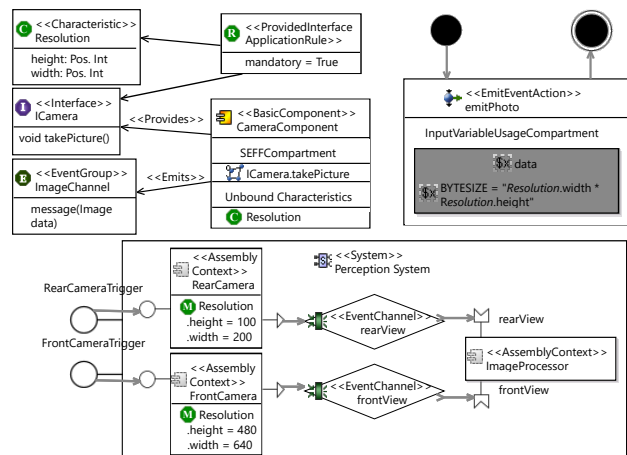 C <<Characteristic>>
Resolution
height: Pos. Int
width: Pos. Int
R <<ProvidedInterface
ApplicationRule>>
mandatory = True
I <<Interface>>
ICamera
void takePicture()
<<Provides>>
<<BasicComponent>>
CameraComponent
SEFFCompartment
ICamera.takePicture
Unbound Characteristics
C Resolution
E <<EventGroup>>
ImageChannel
message(Image
data)
<<Emits>>
<<EmitEventAction>>
emitPhoto
InputVariableUsageCompartment
$x data
$x BYTESIZE = "Resolution.width *
Resolution.height"
<<System>>
Perception System
RearCameraTrigger
<<Assembly
Context>>
RearCamera
M Resolution
.height = 100
.width = 200
<<EventChannel>>
rearView
rearView
FrontCameraTrigger
<<Assembly
Context>>
FrontCamera
M Resolution
.height = 480
.width = 640
<<EventChannel>>
frontView
<<AssemblyContext>>
ImageProcessor
frontView